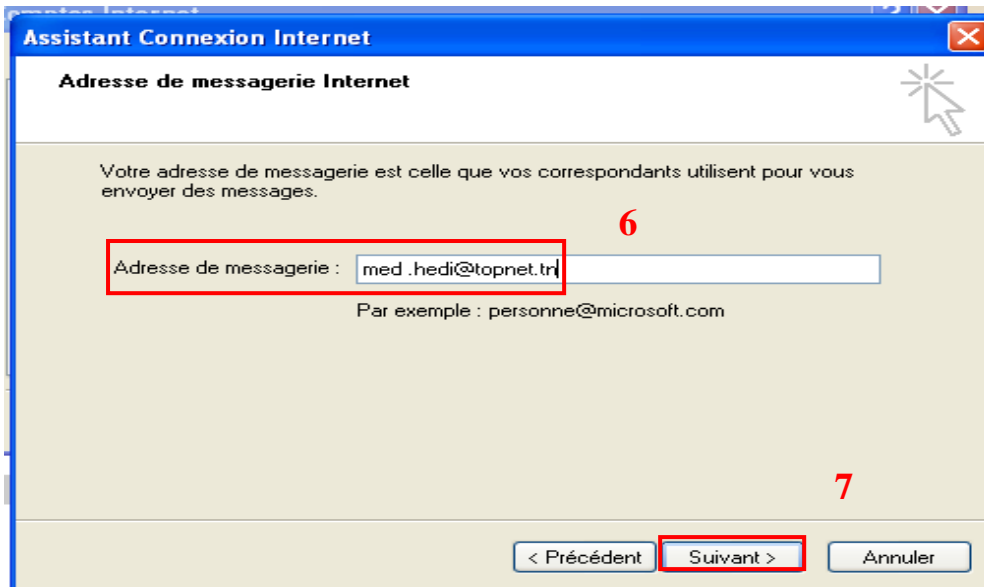 Comptes Internet
Assistant Connexion Internet
Adresse de messagerie Internet
Votre adresse de messagerie est celle que vos correspondants utilisent pour vous
envoyer des messages.
6
Adresse de messagerie : med .hedi@topnet.tn
Par exemple : personne@microsoft.com
7
< Précédent Suivant > Annuler